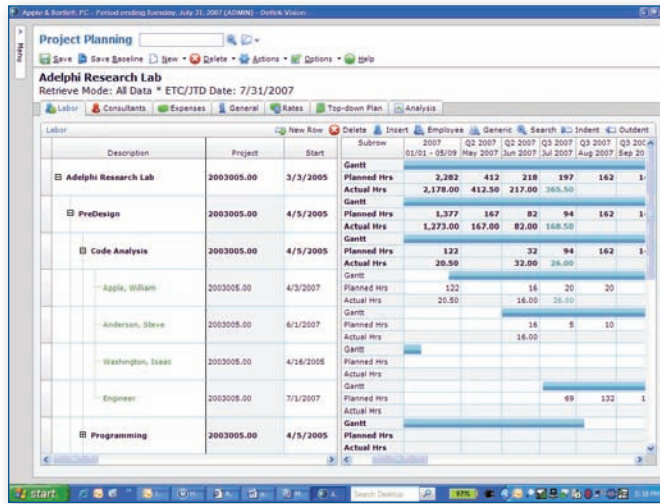 Apple & Bartlett, PC - Period ending Tuesday, July 31, 2007 (ADMIN) - Deltek Vision
Menu
Project Planning
Save Save Baseline New Delete Actions Options Help
Adelphi Research Lab
Retrieve Mode: All Data * ETC/JTD Date: 7/31/2007
Labor Consultants Expenses General Rates Top-down Plan Analysis
Labor New Row Delete Insert Employee Generic Search Indent Outdent
Description Project Start Subrow 2007 Q2 2007 Q2 2007 Q3 2007 Q3 2007 Q3 200
01/01 - 05/09 May 2007 Jun 2007 Jul 2007 Aug 2007 Sep 20
Gantt
Adelphi Research Lab 2003005.00 3/3/2005 Planned Hrs 2,282 412 218 197 162 1
Actual Hrs 2,178.00 412.50 217.00 365.50
Gantt
PreDesign 2003005.00 4/5/2005 Planned Hrs 1,377 167 82 94 162 1
Actual Hrs 1,273.00 167.00 82.00 168.50
Gantt
Code Analysis 2003005.00 4/5/2005 Planned Hrs 122 32 94 162 1
Actual Hrs 20.50 32.00 26.00
Gantt
Apple, William 2003005.00 4/3/2007 Planned Hrs 122 16 20 20
Actual Hrs 20.50 16.00 26.00
Gantt
Anderson, Steve 2003005.00 6/1/2007 Planned Hrs 16 5 10
Actual Hrs 16.00
Gantt
Washington, Isaac 2003005.00 4/16/2005 Planned Hrs
Actual Hrs
Gantt
Engineer 2003005.00 7/1/2007 Planned Hrs 69 132 1
Actual Hrs
Gantt
Programming 2003005.00 4/5/2005 Planned Hrs
Actual Hrs
start Search Desktop 97%